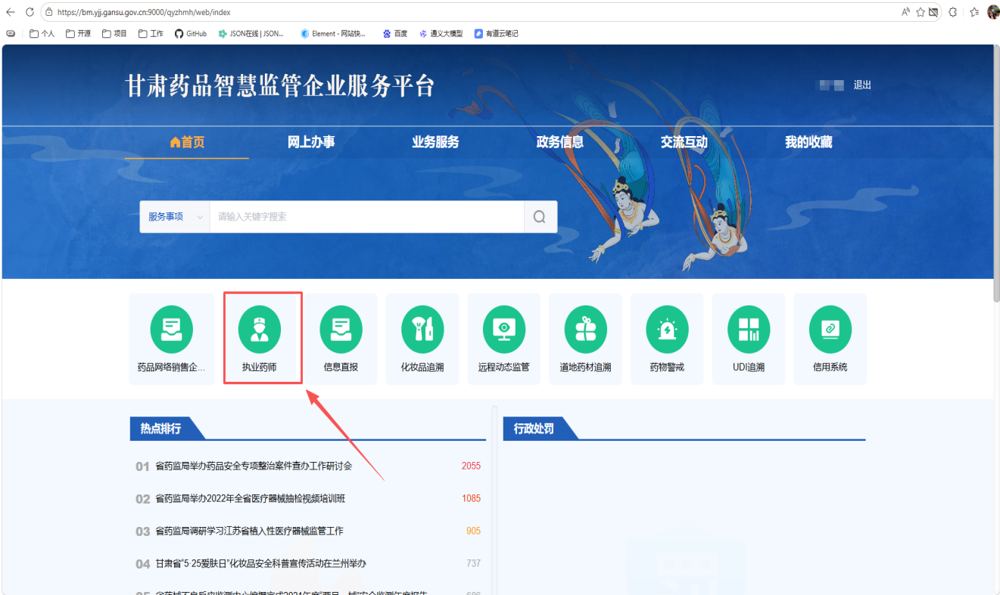 https://bm.yjj.gansu.gov.cn:9000/qyzhmh/web/index
个人 开源 项目 工作 GitHub JSON在线 | JSON... Element - 网站快... 百度 通义大模型 有道云笔记
甘肃药品智慧监管企业服务平台
退出
首页 网上办事 业务服务 政务信息 交流互动 我的收藏
服务事项 请输入关键字搜索
药品网络销售企... 执业药师 信息直报 化妆品追溯 远程动态监管 道地药材追溯 药物警戒 UDI追溯 信用系统
热点排行 行政处罚
01 省药监局举办药品安全专项整治案件查办工作研讨会 2055
02 省药监局举办2022年全省医疗器械抽检视频培训班 1085
03 省药监局调研学习江苏省植入性医疗器械监管工作 905
04 甘肃省“5·25爱肤日”化妆品安全科普宣传活动在兰州举办 737